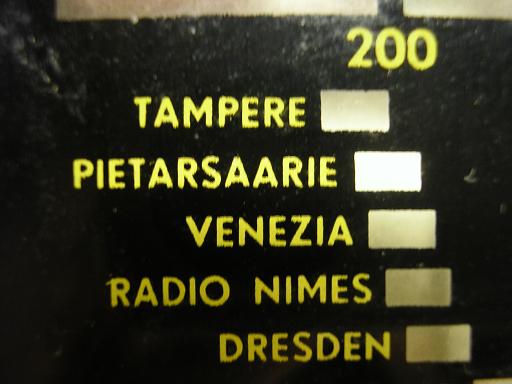 200
TAMPERE
PIETARSAARIE
VENEZIA
RADIO NIMES
DRESDEN